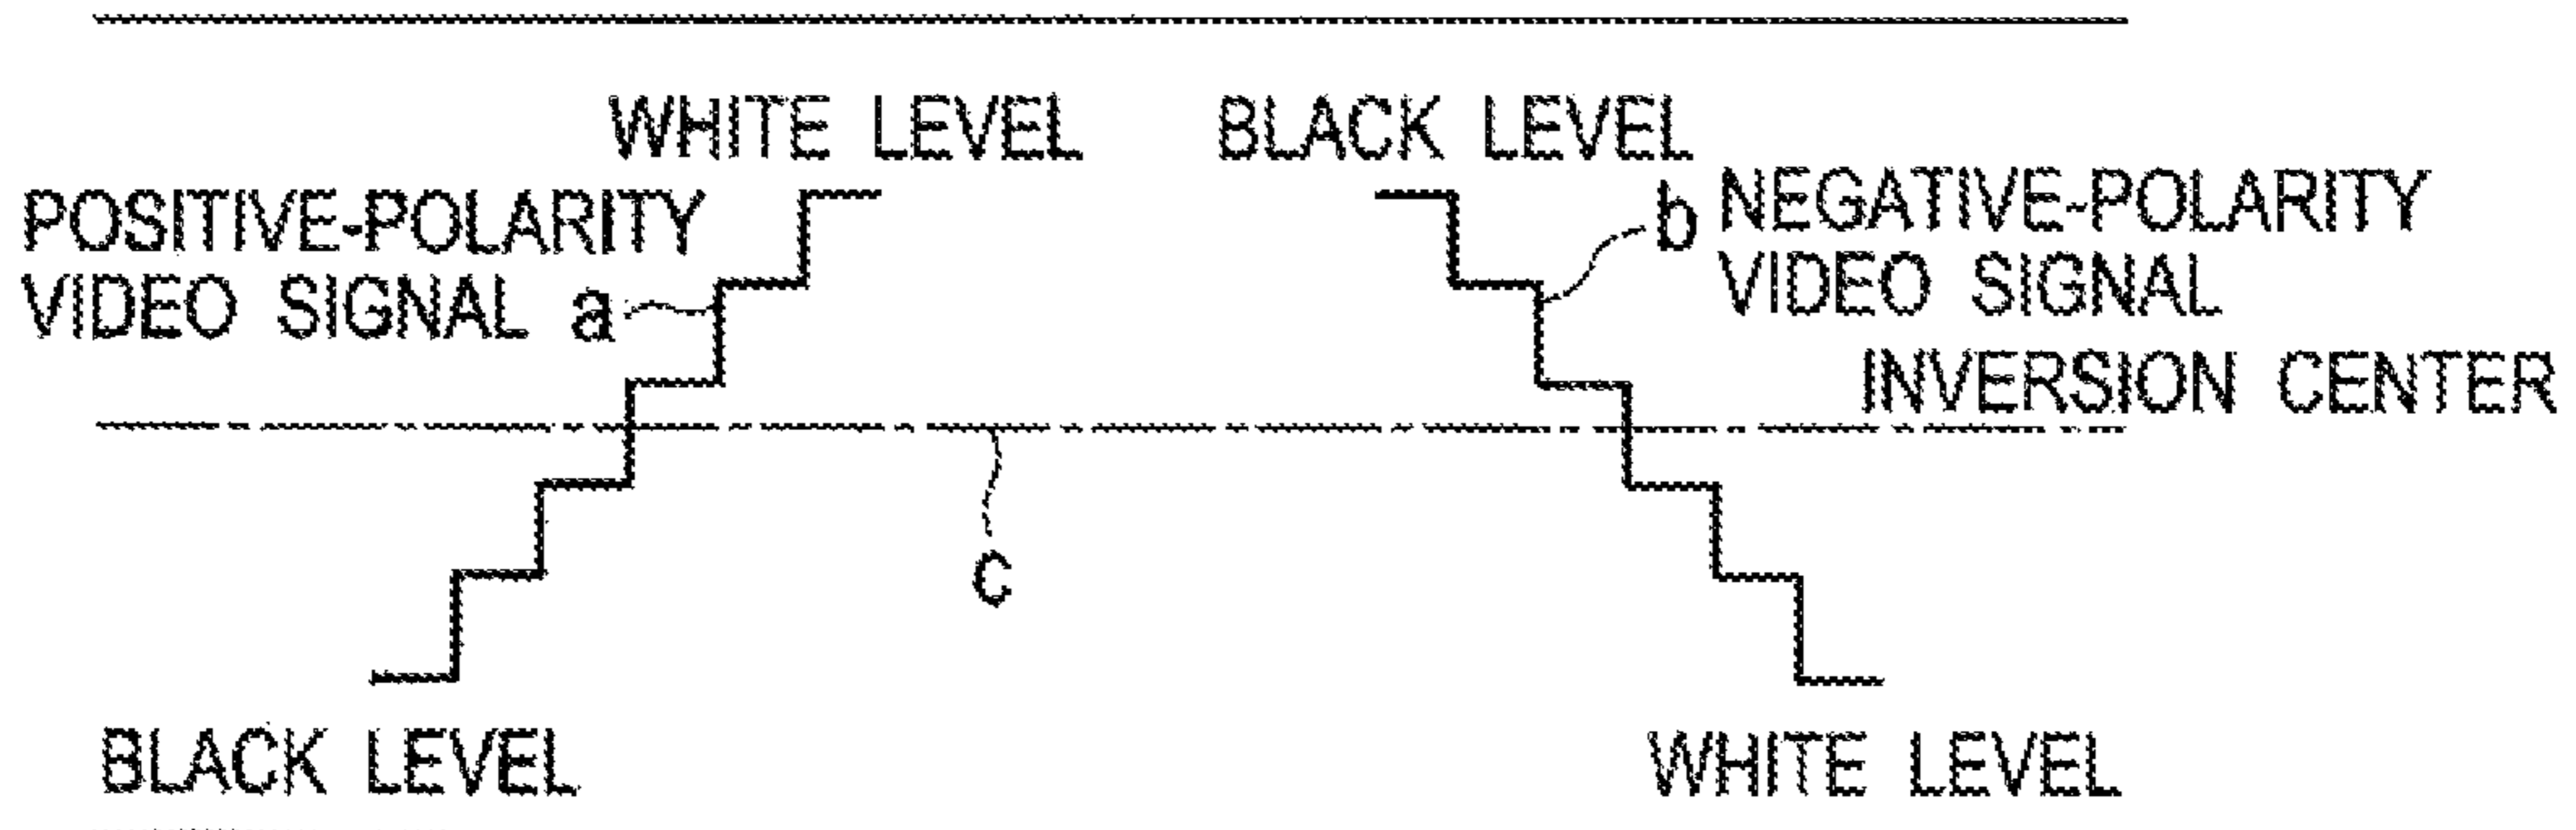 WHITE LEVEL
BLACK LEVEL
POSITIVE-POLARITY
VIDEO SIGNAL a
b NEGATIVE-POLARITY
VIDEO SIGNAL
INVERSION CENTER
c
BLACK LEVEL
WHITE LEVEL